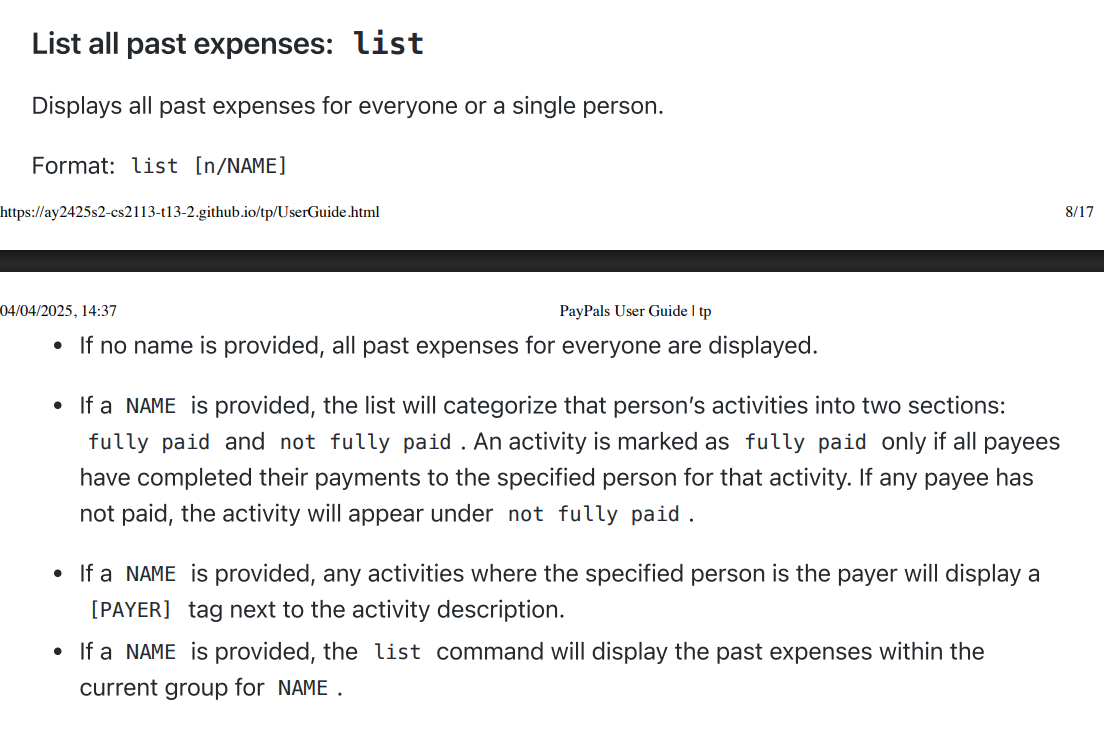 List all past expenses: list
Displays all past expenses for everyone or a single person.
Format: list [n/NAME]
https://ay2425s2-cs2113-t13-2.github.io/tp/UserGuide.html 8/17
04/04/2025, 14:37 PayPals User Guide | tp
• If no name is provided, all past expenses for everyone are displayed.
• If a NAME is provided, the list will categorize that person’s activities into two sections:
fully paid and not fully paid . An activity is marked as fully paid only if all payees
have completed their payments to the specified person for that activity. If any payee has
not paid, the activity will appear under not fully paid .
• If a NAME is provided, any activities where the specified person is the payer will display a
[PAYER] tag next to the activity description.
• If a NAME is provided, the list command will display the past expenses within the
current group for NAME .